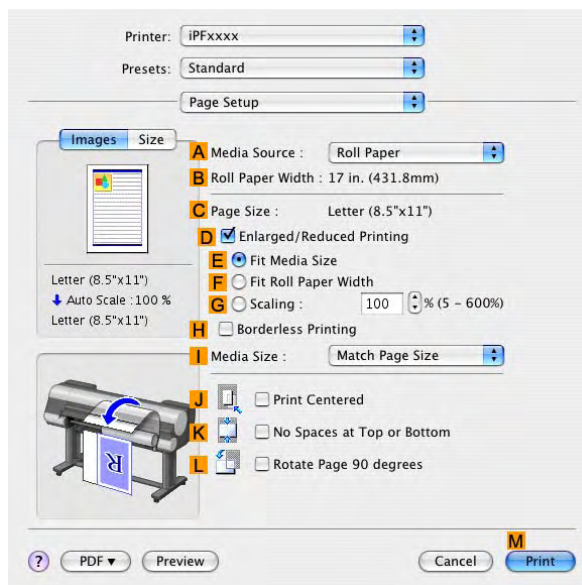 Printer: iPFxxxx
Presets: Standard
Page Setup
Images Size
A Media Source : Roll Paper
B Roll Paper Width : 17 in. (431.8mm)
C Page Size : Letter (8.5"x11")
D Enlarged/Reduced Printing
E Fit Media Size
F Fit Roll Paper Width
G Scaling : 100 % (5 - 600%)
Letter (8.5"x11")
Auto Scale :100 %
Letter (8.5"x11")
H Borderless Printing
I Media Size : Match Page Size
J Print Centered
K No Spaces at Top or Bottom
L Rotate Page 90 degrees
R
M
? PDF▼ Preview Cancel Print